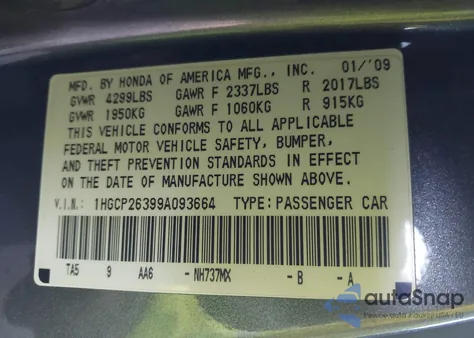 MFD. BY HONDA OF AMERICA MFG., INC. 01/'09
GVWR 4299LBS GAWR F 2337LBS R 2017LBS
GVWR 1950KG GAWR F 1060KG R 915KG
THIS VEHICLE CONFORMS TO ALL APPLICABLE
FEDERAL MOTOR VEHICLE SAFETY, BUMPER,
AND THEFT PREVENTION STANDARDS IN EFFECT
ON THE DATE OF MANUFACTURE SHOWN ABOVE.
V.I.N.: 1HGCP26399A093664 TYPE:PASSENGER CAR
TA5 9 AA6 -NH737MX -B -A
autoSnap